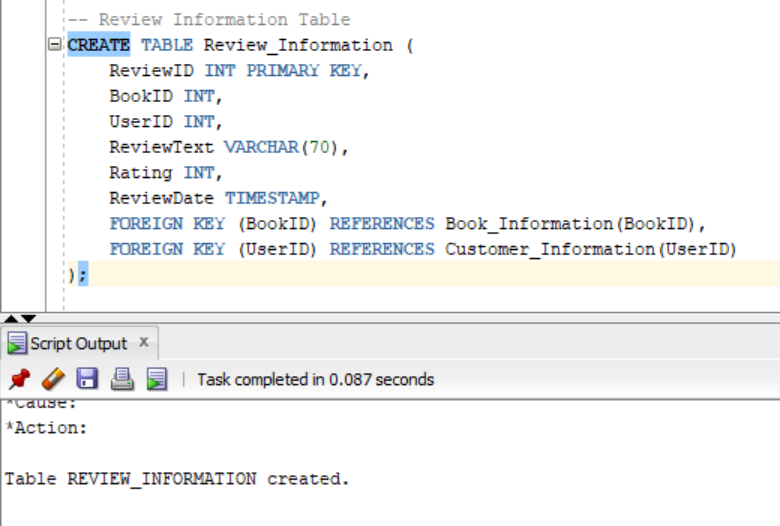 -- Review Information Table
CREATE TABLE Review_Information (
ReviewID INT PRIMARY KEY,
BookID INT,
UserID INT,
ReviewText VARCHAR(70),
Rating INT,
ReviewDate TIMESTAMP,
FOREIGN KEY (BookID) REFERENCES Book_Information(BookID),
FOREIGN KEY (UserID) REFERENCES Customer_Information(UserID)
);
Script Output x
Task completed in 0.087 seconds
*Cause:
*Action:
Table REVIEW_INFORMATION created.